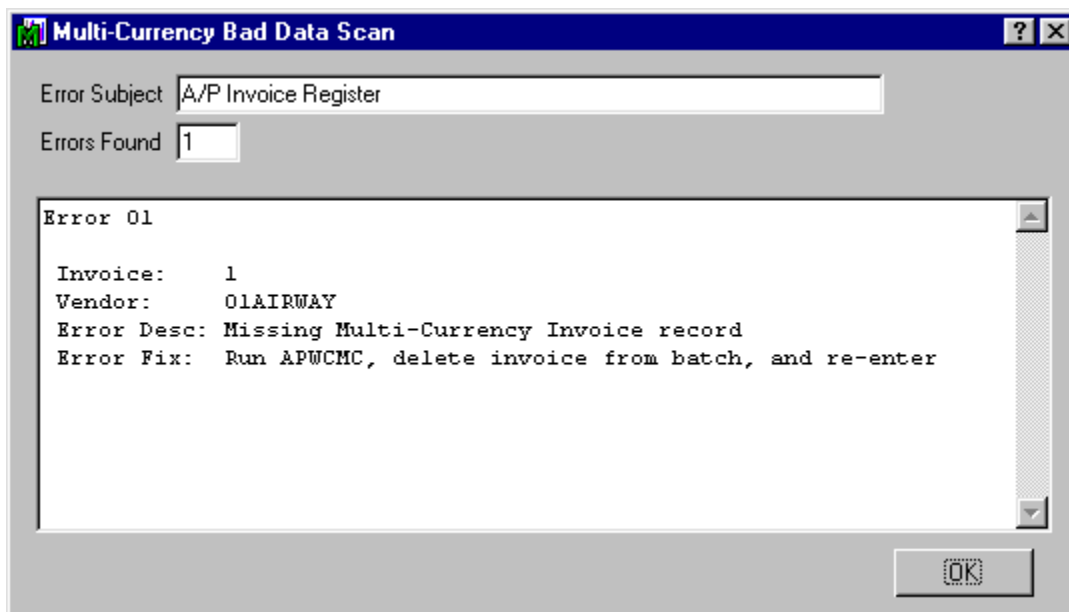 Multi-Currency Bad Data Scan
Error Subject A/P Invoice Register
Errors Found 1
Error 01
Invoice: 1
Vendor: 01AIRWAY
Error Desc: Missing Multi-Currency Invoice record
Error Fix: Run APWCMC, delete invoice from batch, and re-enter
OK